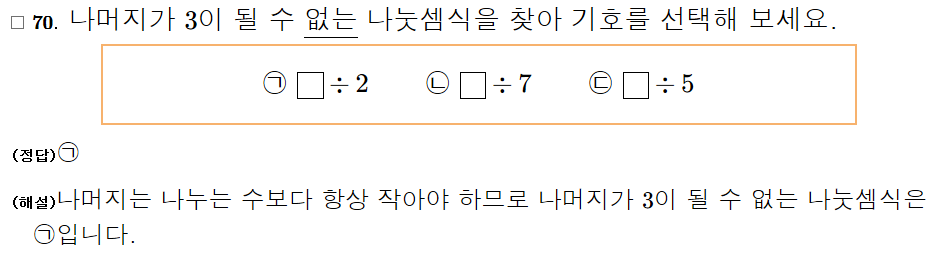 □ 70. 나머지가 3이 될 수 없는 나눗셈식을 찾아 기호를 선택해 보세요.
㉠ □÷2 ㉡ □÷7 ㉢ □÷5
(정답)㉠
(해설)나머지는 나누는 수보다 항상 작아야 하므로 나머지가 3이 될 수 없는 나눗셈식은
㉠입니다.